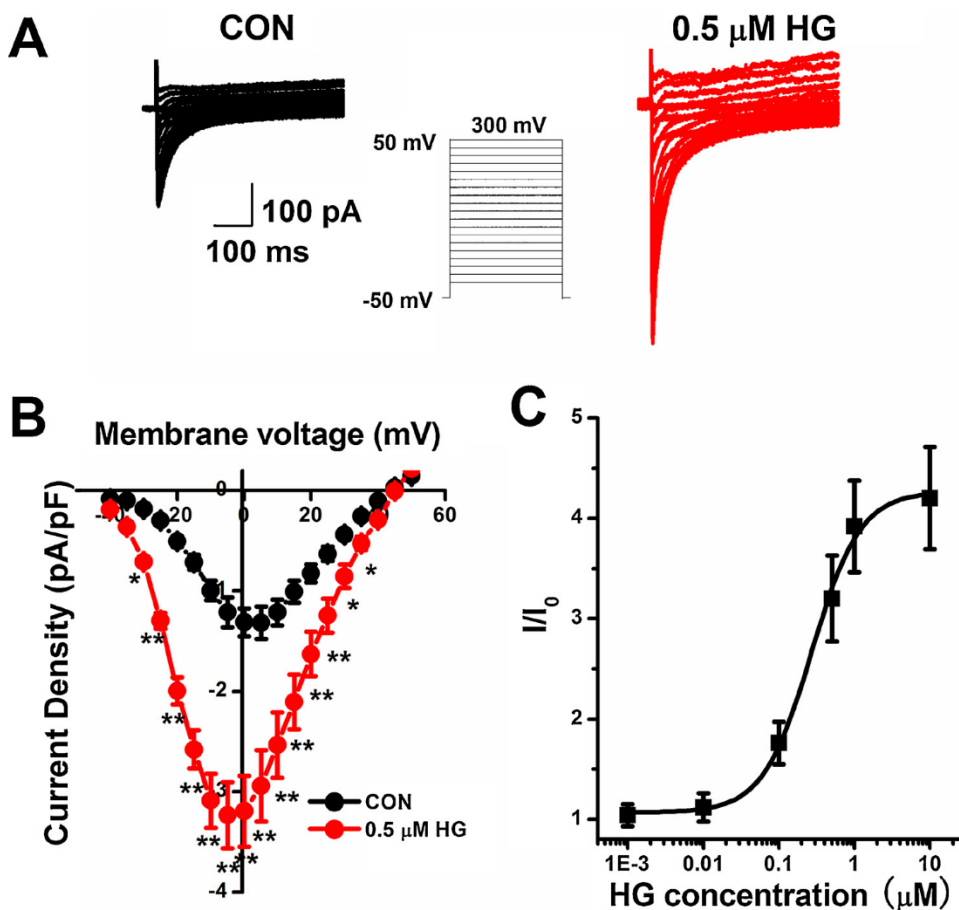 A
CON
0.5 μM HG
50 mV
300 mV
-50 mV
100 pA
100 ms
B
Membrane voltage (mV)
Currrent Density (pA/pF)
0
20
20
40
60
-1
-2
-3
-4
*
**
**
**
**
**
**
**
**
**
**
**
*
*
CON
0.5 μM HG
C
I/I0
5
4
3
2
1
1E-3
0.01
0.1
1
10
HG concentration (μM)